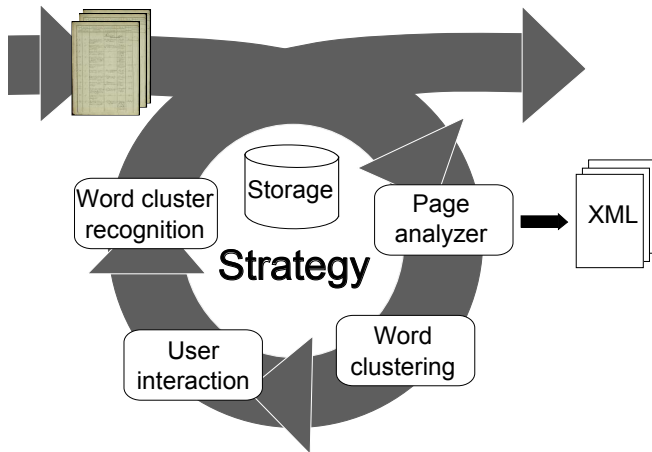 Storage
Word cluster
recognition
Page
analyzer
XML
Strategy
User
interaction
Word
clustering